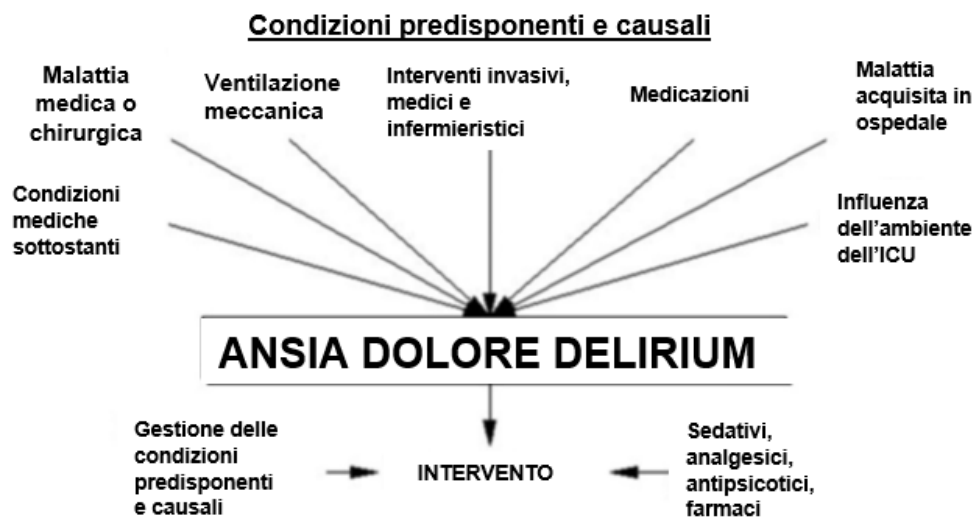 Condizioni predisponenti e causali
Malattia
medica o
chirurgica
Ventilazione
meccanica
Interventi invasivi,
medici e
infermieristici
Medicazioni
Malattia
acquisita in
ospedale
Condizioni
mediche
sottostanti
Influenza
dell'ambiente
dell'ICU
ANSIA DOLORE DELIRIUM
Gestione delle
condizioni
predisponenti
e causali
INTERVENTO
Sedativi,
analgesici,
antipsicotici,
farmaci